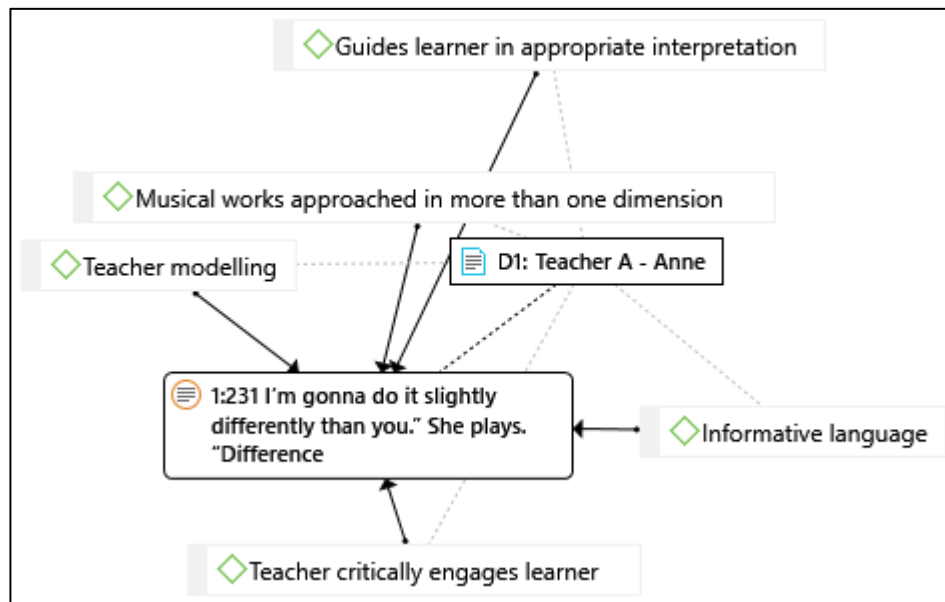 Guides learner in appropriate interpretation
Musical works approached in more than one dimension
D1: Teacher A - Anne
Teacher modelling
1:231 I'm gonna do it slightly
differently than you.” She plays.
“Difference
Informative language
Teacher critically engages learner